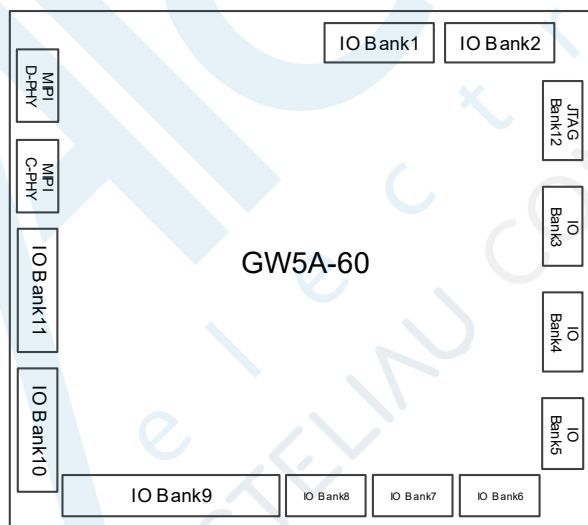 IO Bank1
IO Bank2
MIPI
D-PHY
JTAG
Bank12
MIPI
C-PHY
IO
Bank3
IO Bank11
GW5A-60
IO
Bank4
IO Bank10
IO
Bank5
IO Bank9
IO Bank8
IO Bank7
IO Bank6